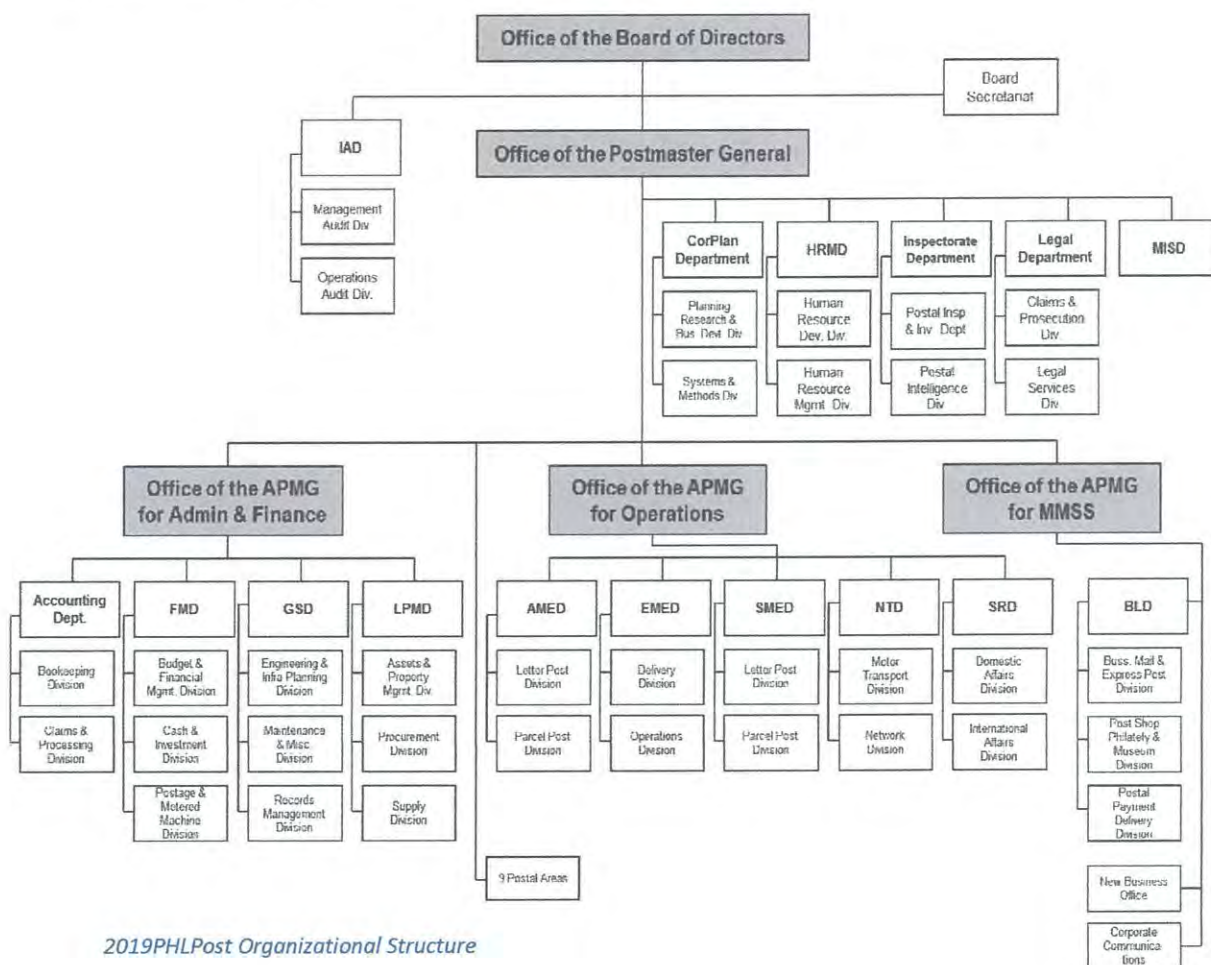 Office of the Board of Directors
Board
Secretariat
IAD
Office of the Postmaster General
Management
Audit Div
Operations
Audit Div.
CorPlan
Department
HRMD
Inspectorate
Department
Legal
Department
MISD
Planning
Research &
Bus. Devt. Div
Human
Resource
Dev. Div.
Postal Insp
& Inv. Dept
Claims &
Prosecution
Div
Systems &
Methods Div
Human
Resource
Mgmt. Div
Postal
Intelligence
Div
Legal
Services
Div
Office of the APMG
for Admin & Finance
Office of the APMG
for Operations
Office of the APMG
for MMSS
Accounting
Dept.
FMD
GSD
LPMD
AMED
EMED
SMED
NTD
SRD
BLD
Bookeeping
Division
Budget &
Financial
Mgmt. Division
Engineering &
Infra Planning
Division
Assets &
Property
Mgmt. Div.
Letter Post
Division
Delivery
Division
Letter Post
Division
Motor
Transport
Division
Domestic
Affairs
Division
Buss. Mail &
Express Post
Division
Claims &
Processing
Division
Cash &
Investment
Division
Maintenance
& Misc.
Division
Procurement
Division
Parcel Post
Division
Operations
Division
Parcel Post
Division
Network
Division
International
Affairs
Division
Post Shop
Philately &
Museum
Division
Postage &
Metered
Machine
Division
Records
Management
Division
Supply
Division
Postal
Payment
Delivery
Division
9 Postal Areas
New Business
Office
Corporate
Communica
tions
2019PHLPost Organizational Structure